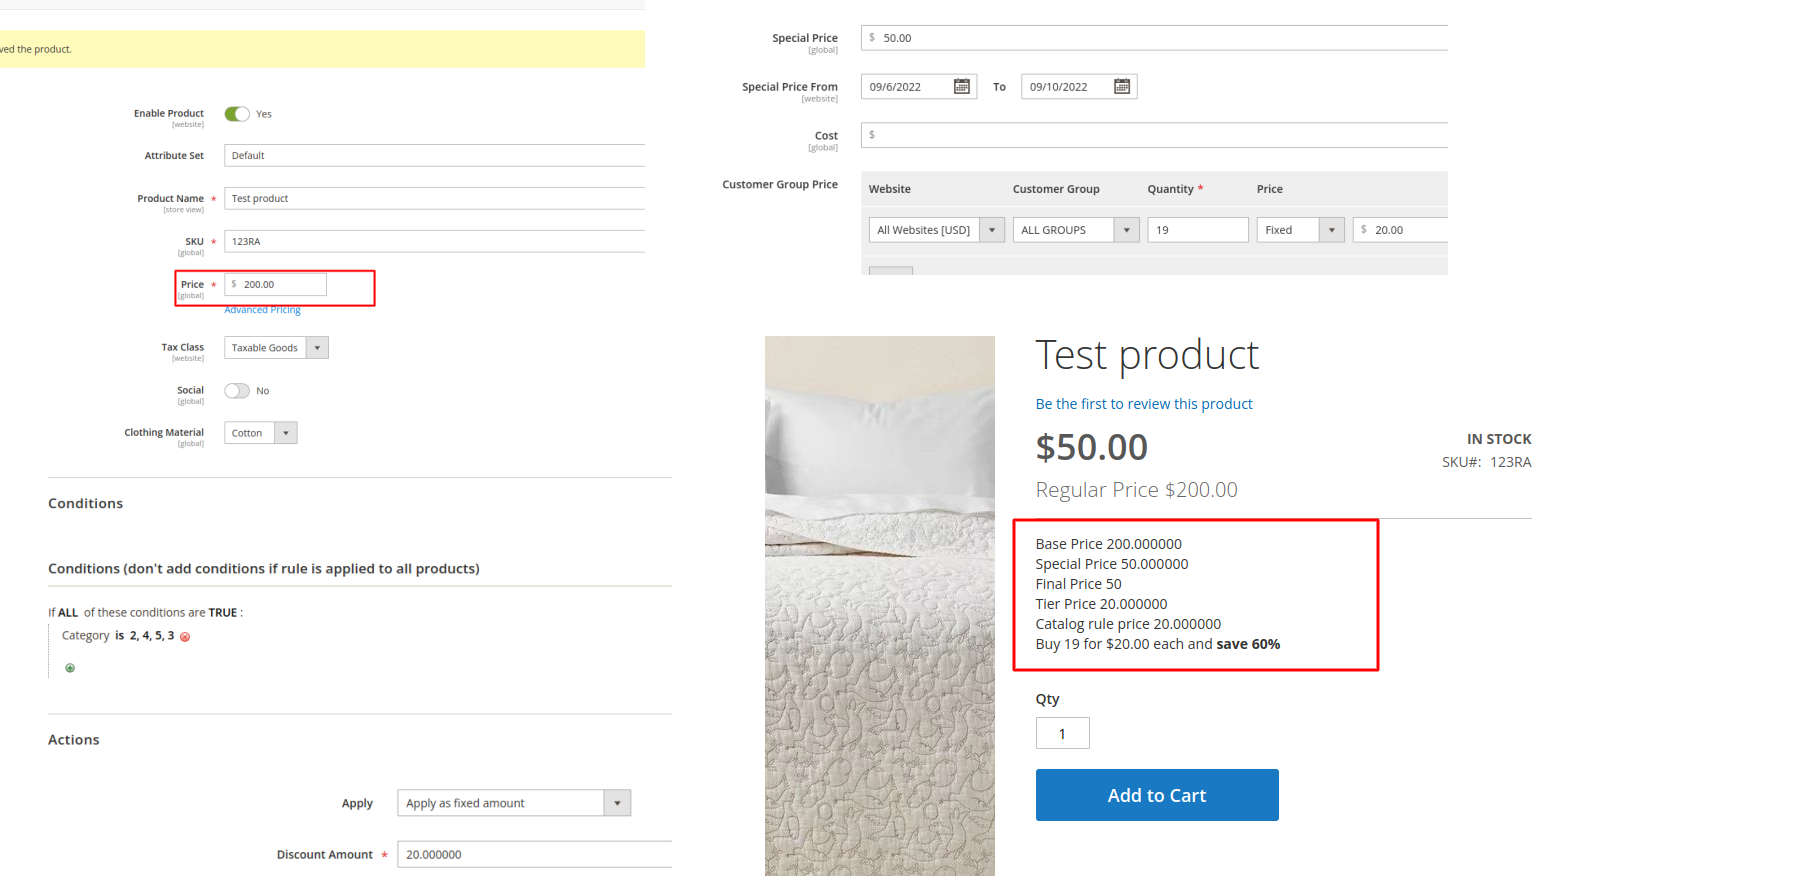 ved the product.
Enable Product
[website]
Yes
Attribute Set
Default
Product Name *
[store view]
Test product
SKU *
[global]
123RA
Price *
[global]
$ 200.00
Advanced Pricing
Tax Class
[website]
Taxable Goods
Social
[global]
No
Clothing Material
[global]
Cotton
Conditions
Conditions (don't add conditions if rule is applied to all products)
If ALL of these conditions are TRUE :
Category is 2, 4, 5, 3
Actions
Apply
Apply as fixed amount
Discount Amount *
20.000000
Special Price
[global]
$ 50.00
Special Price From
[website]
09/6/2022
To
09/10/2022
Cost
[global]
$
Customer Group Price
Website Customer Group Quantity * Price
All Websites [USD] ALL GROUPS 19 Fixed $ 20.00
Test product
Be the first to review this product
$50.00
IN STOCK
SKU#: 123RA
Regular Price $200.00
Base Price 200.000000
Special Price 50.000000
Final Price 50
Tier Price 20.000000
Catalog rule price 20.000000
Buy 19 for $20.00 each and save 60%
Qty
1
Add to Cart